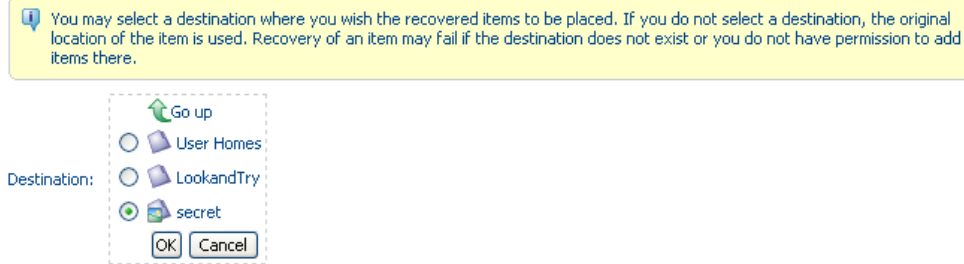 You may select a destination where you wish the recovered items to be placed. If you do not select a destination, the original
location of the item is used. Recovery of an item may fail if the destination does not exist or you do not have permission to add
items there.
Go up
User Homes
Destination:
LookandTry
secret
OK Cancel